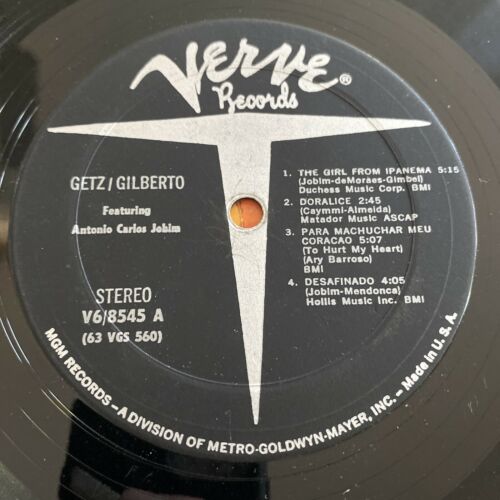 Verve®
Records
GETZ/GILBERTO
Featuring
Antonio Carlos Jobim
STEREO
V6/8545 A
(63 VGS 560)
1. THE GIRL FROM IPANEMA 5:15
(Jobim-deMoraes-Gimbel)
Duchess Music Corp. BMI
2. DORALICE 2:45
(Caymmi-Almeida)
Matador Music ASCAP
3. PARA MACHUCHAR MEU
CORACAO 5:07
(To Hurt My Heart)
(Ary Barroso)
BMI
4. DESAFINADO 4:05
(Jobim-Mendonca)
Hollis Music Inc. BMI
MGM RECORDS—A DIVISION OF METRO-GOLDWYN-MAYER, INC.—Made in U.S.A.